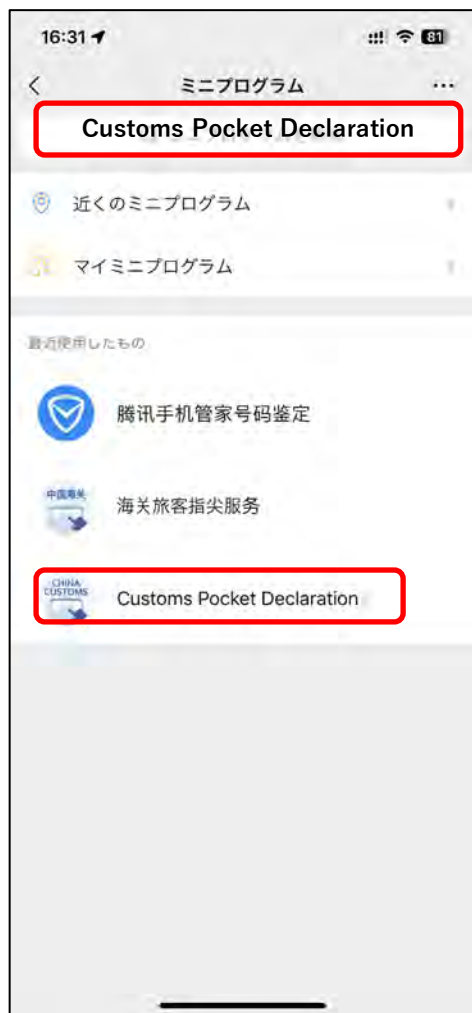 16:31
81
ミニプログラム
Customs Pocket Declaration
近くのミニプログラム
マイミニプログラム
最近使用したもの
腾讯手机管家号码鉴定
中国海关
海关旅客指尖服务
CHINA
CUSTOMS
Customs Pocket Declaration